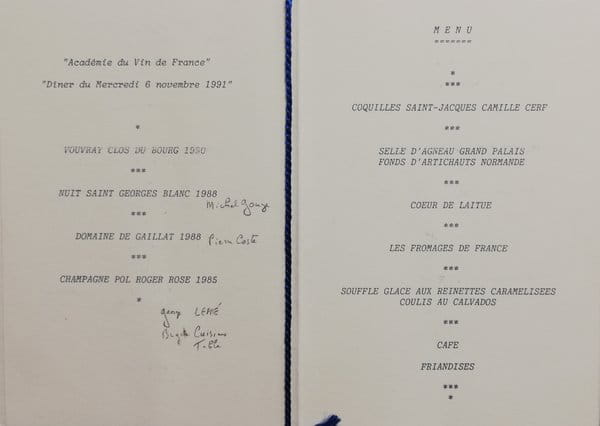 "Académie du Vin de France"
"Diner du Mercredi 6 novembre 1991"
*
VOUVRAY CLOS DU BOURG 1990
***
NUIT SAINT GEORGES BLANC 1988
Michel
***
DOMAINE DE GAILLAT 1988 Pierre Coste
***
CHAMPAGNE POL ROGER ROSE 1985
*
M E N U
=======
*
***
COQUILLES SAINT-JACQUES CAMILLE CERF
***
SELLE D'AGNEAU GRAND PALAIS
FONDS D'ARTICHAUTS NORMANDE
***
COEUR DE LAITUE
***
LES FROMAGES DE FRANCE
***
SOUFFLE GLACE AUX REINETTES CARAMELISEES
COULIS AU CALVADOS
***
CAFE
FRIANDISES
***
*